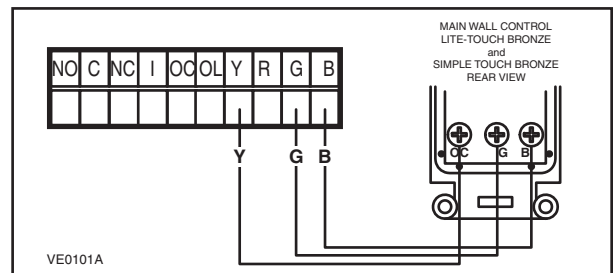 MAIN WALL CONTROL
LITE-TOUCH BRONZE
and
SIMPLE TOUCH BRONZE
REAR VIEW
NO C NC I OC OL Y R G B
OC G B
Y G B
VE0101A